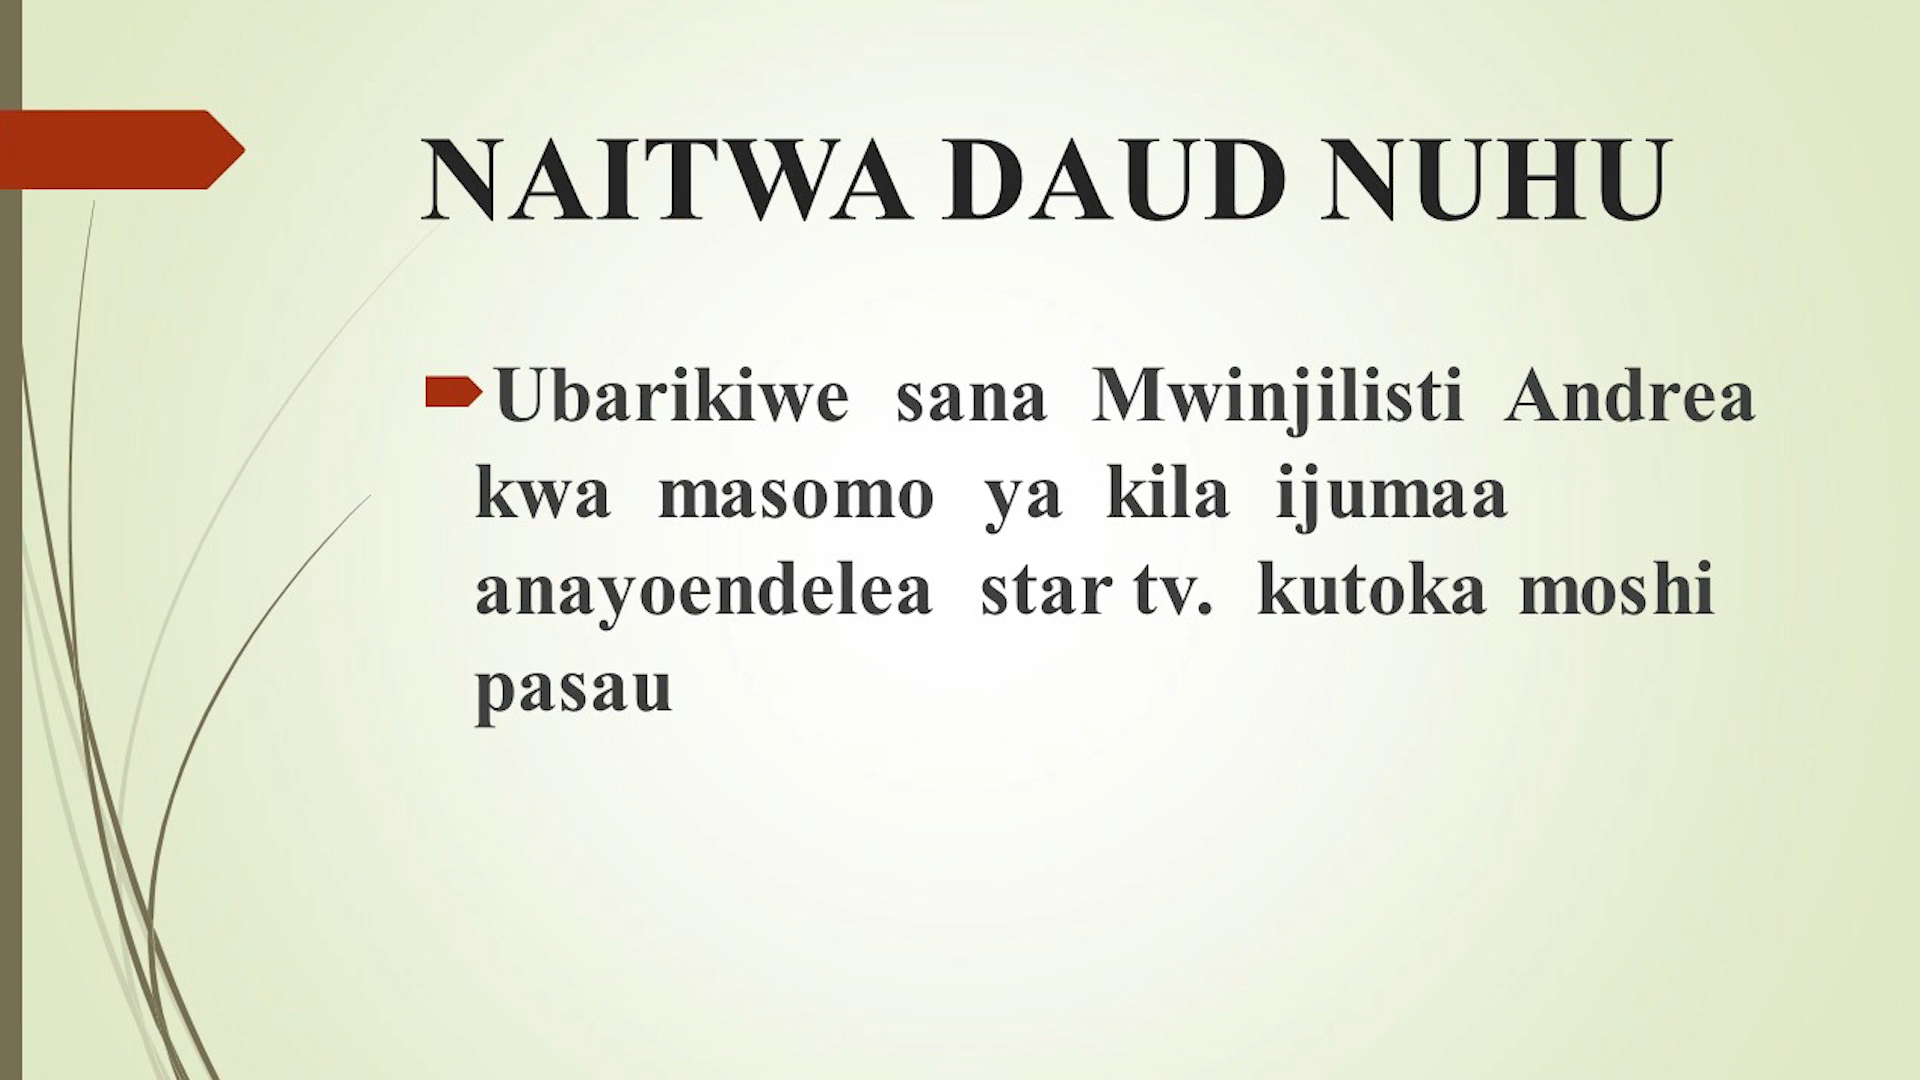 NAITWA DAUD NUHU
Ubarikiwe sana Mwinjilisti Andrea
kwa masomo ya kila ijumaa
anayoendelea star tv. kutoka moshi
pasau